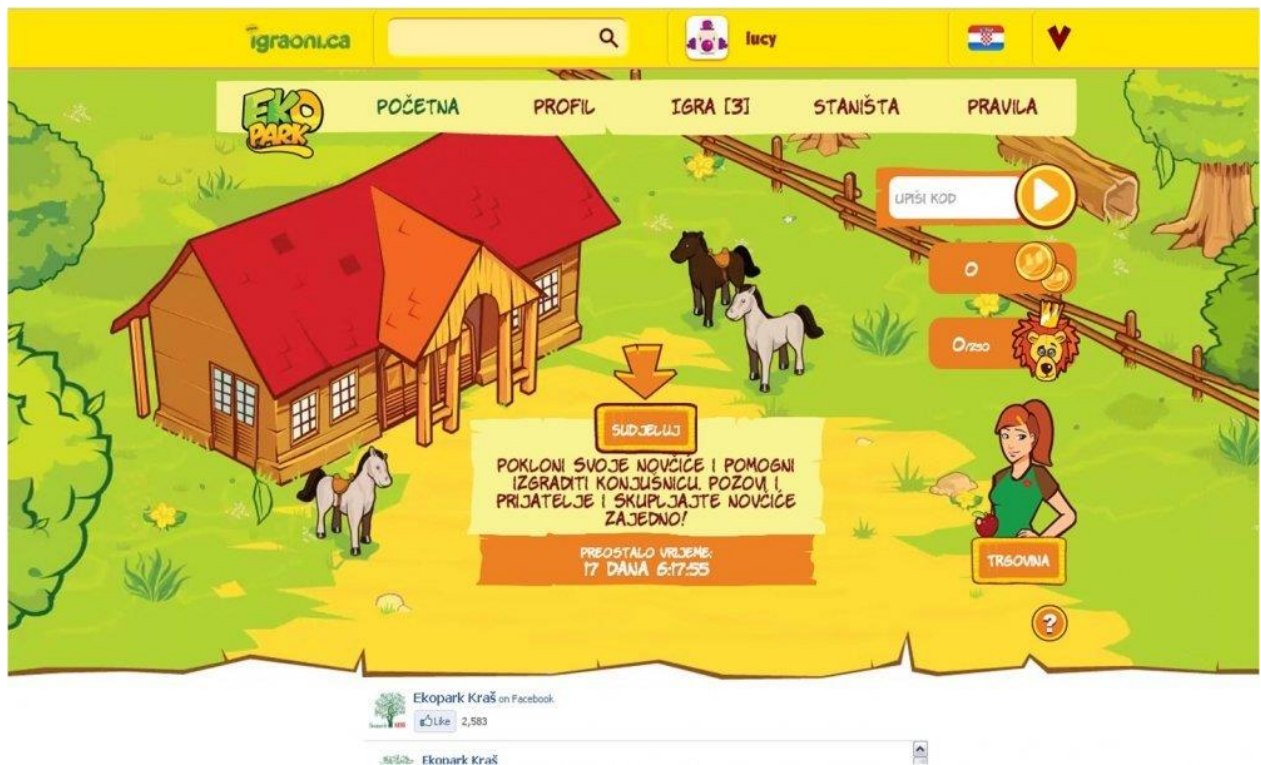 igraoni.ca
lucy
EKO
PARK
POČETNA
PROFIL
IGRA [3]
STANIŠTA
PRAVILA
UPIŠI KOD
0
0/250
SUDJELUJ
POKLONI SVOJE NOVČIĆE I POMOGNI
IZGRADITI KONJUŠNICU. POZOVI I
PRIJATELJE I SKUPLJAJTE NOVČIĆE
ZAJEDNO!
PREOSTALO VRIJEME:
17 DANA 6:17:55
TRGOVINA
?
Ekopark Kraš on Facebook
Like 2,583
Ekopark Kraš